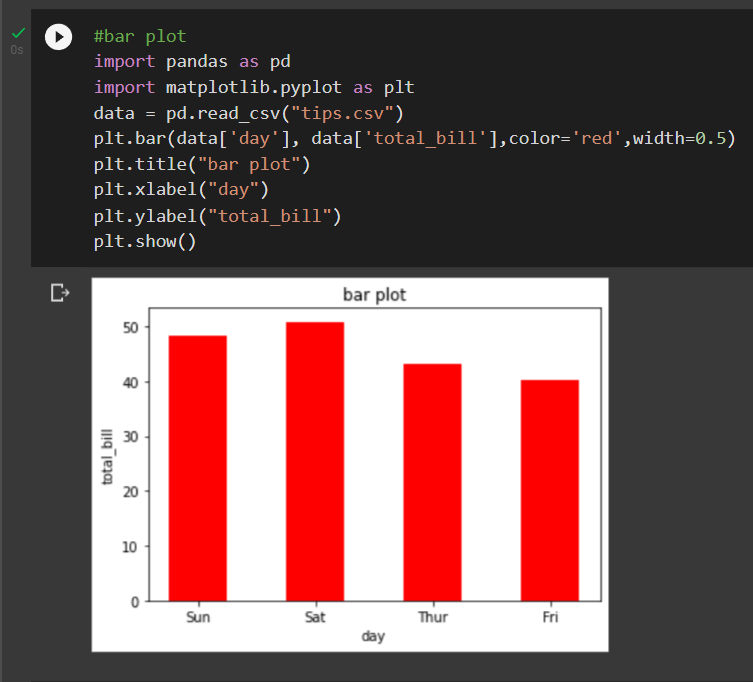 0s
#bar plot
import pandas as pd
import matplotlib.pyplot as plt
data = pd.read_csv("tips.csv")
plt.bar(data['day'], data['total_bill'],color='red',width=0.5)
plt.title("bar plot")
plt.xlabel("day")
plt.ylabel("total_bill")
plt.show()
bar plot
50
40
30
20
10
0
total_bill
Sun Sat Thur Fri
day